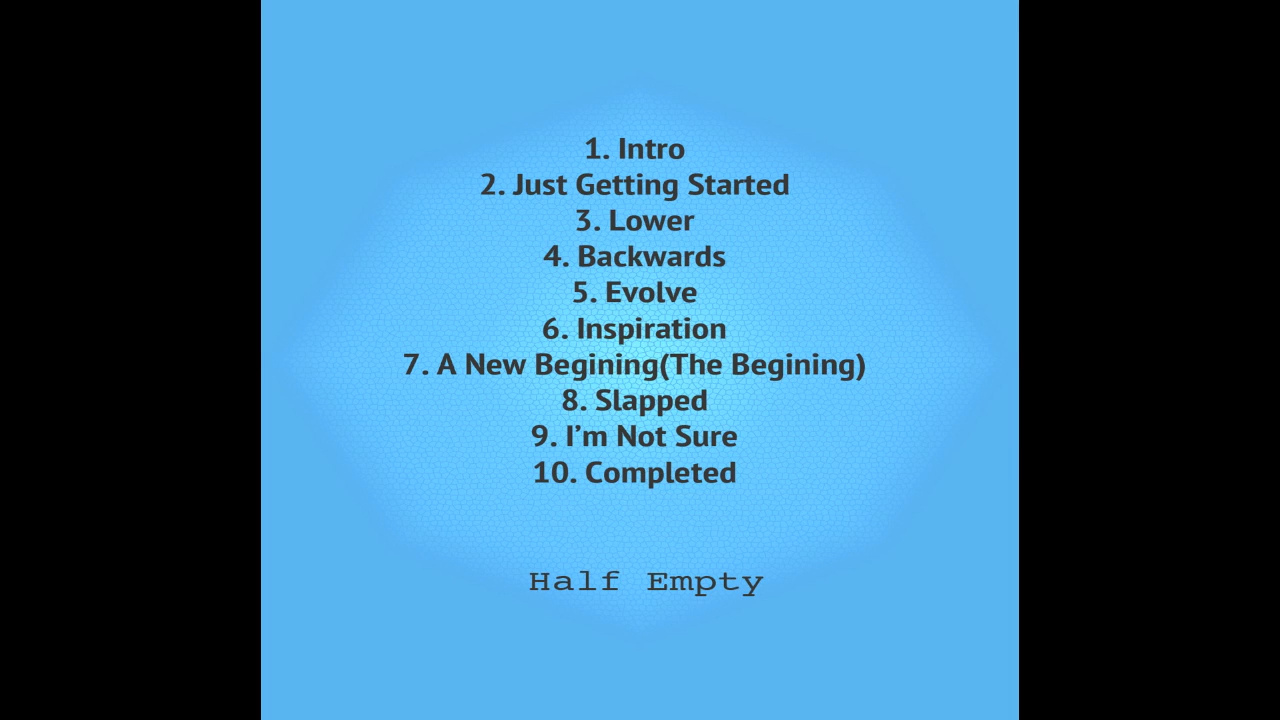 1. Intro
2. Just Getting Started
3. Lower
4. Backwards
5. Evolve
6. Inspiration
7. A New Begining(The Begining)
8. Slapped
9. I’m Not Sure
10. Completed
Half Empty